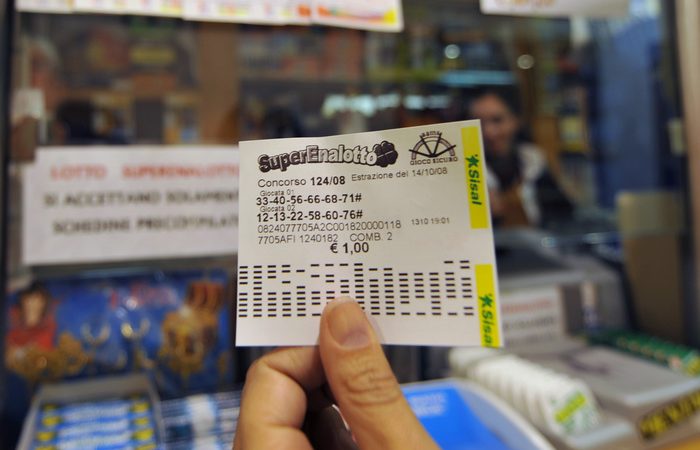 LOTTO SUPERENALOTTO
SI ACCETTANO SOLAMENTE
SCHEDINE PRECOMPILATE
SuperEnalotto
GIOCO SICURO
Concorso 124/08 Estrazione del 14/10/08
Giocata 01
33-40-56-66-68-71#
Giocata 02
12-13-22-58-60-76#
0824077705A2C001820000118 1310 19:01
7705AFI 1240182 COMB. 2
€ 1,00
Sisal
Sisal